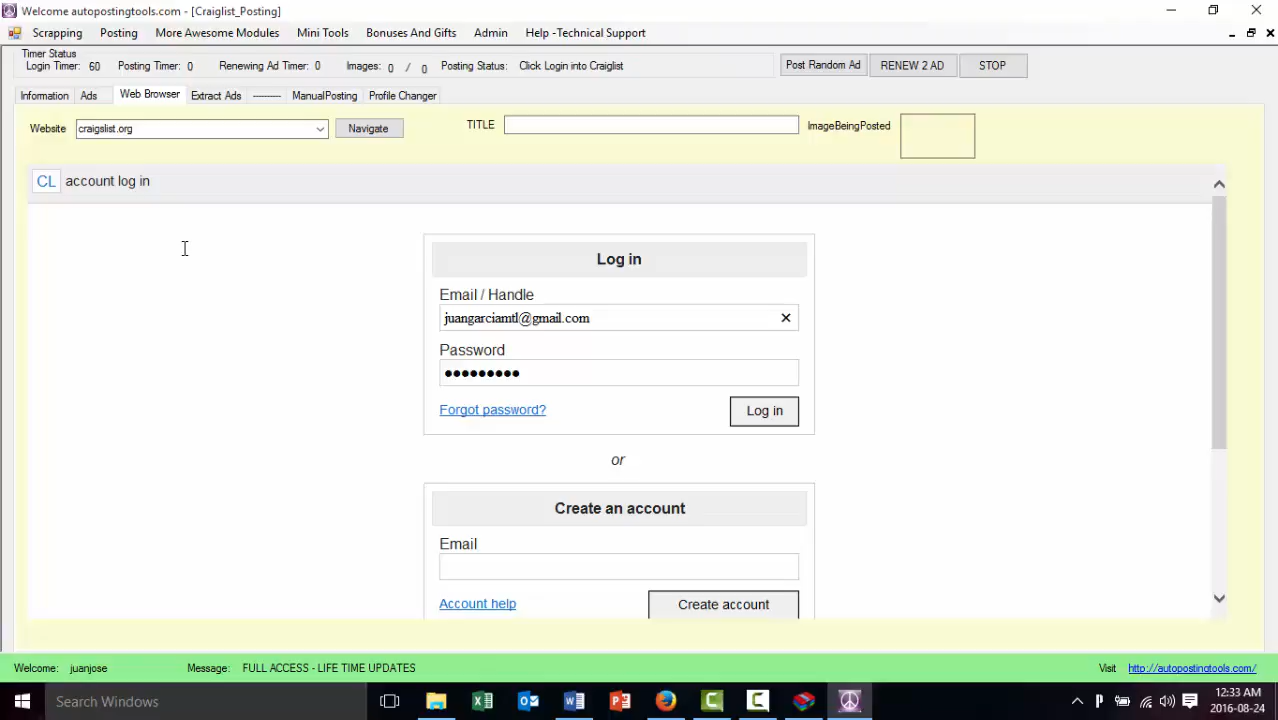 Welcome autopostingtools.com - [Craiglist_Posting]
Scrapping Posting More Awesome Modules Mini Tools Bonuses And Gifts Admin Help -Technical Support
Timer Status
Login Timer: 60 Posting Timer: 0 Renewing Ad Timer: 0 Images: 0 / 0 Posting Status: Click Login into Craiglist Post Random Ad RENEW 2 AD STOP
Information Ads Web Browser Extract Ads ---------- ManualPosting Profile Changer
Website craigslist.org Navigate TITLE ImageBeingPosted
CL account log in
Log in
Email / Handle
juangarciamtl@gmail.com
Password
Forgot password? Log in
or
Create an account
Email
Account help Create account
Welcome: juanjose Message: FULL ACCESS - LIFE TIME UPDATES Visit http://autopostingtools.com/
Search Windows
12:33 AM
2016-08-24